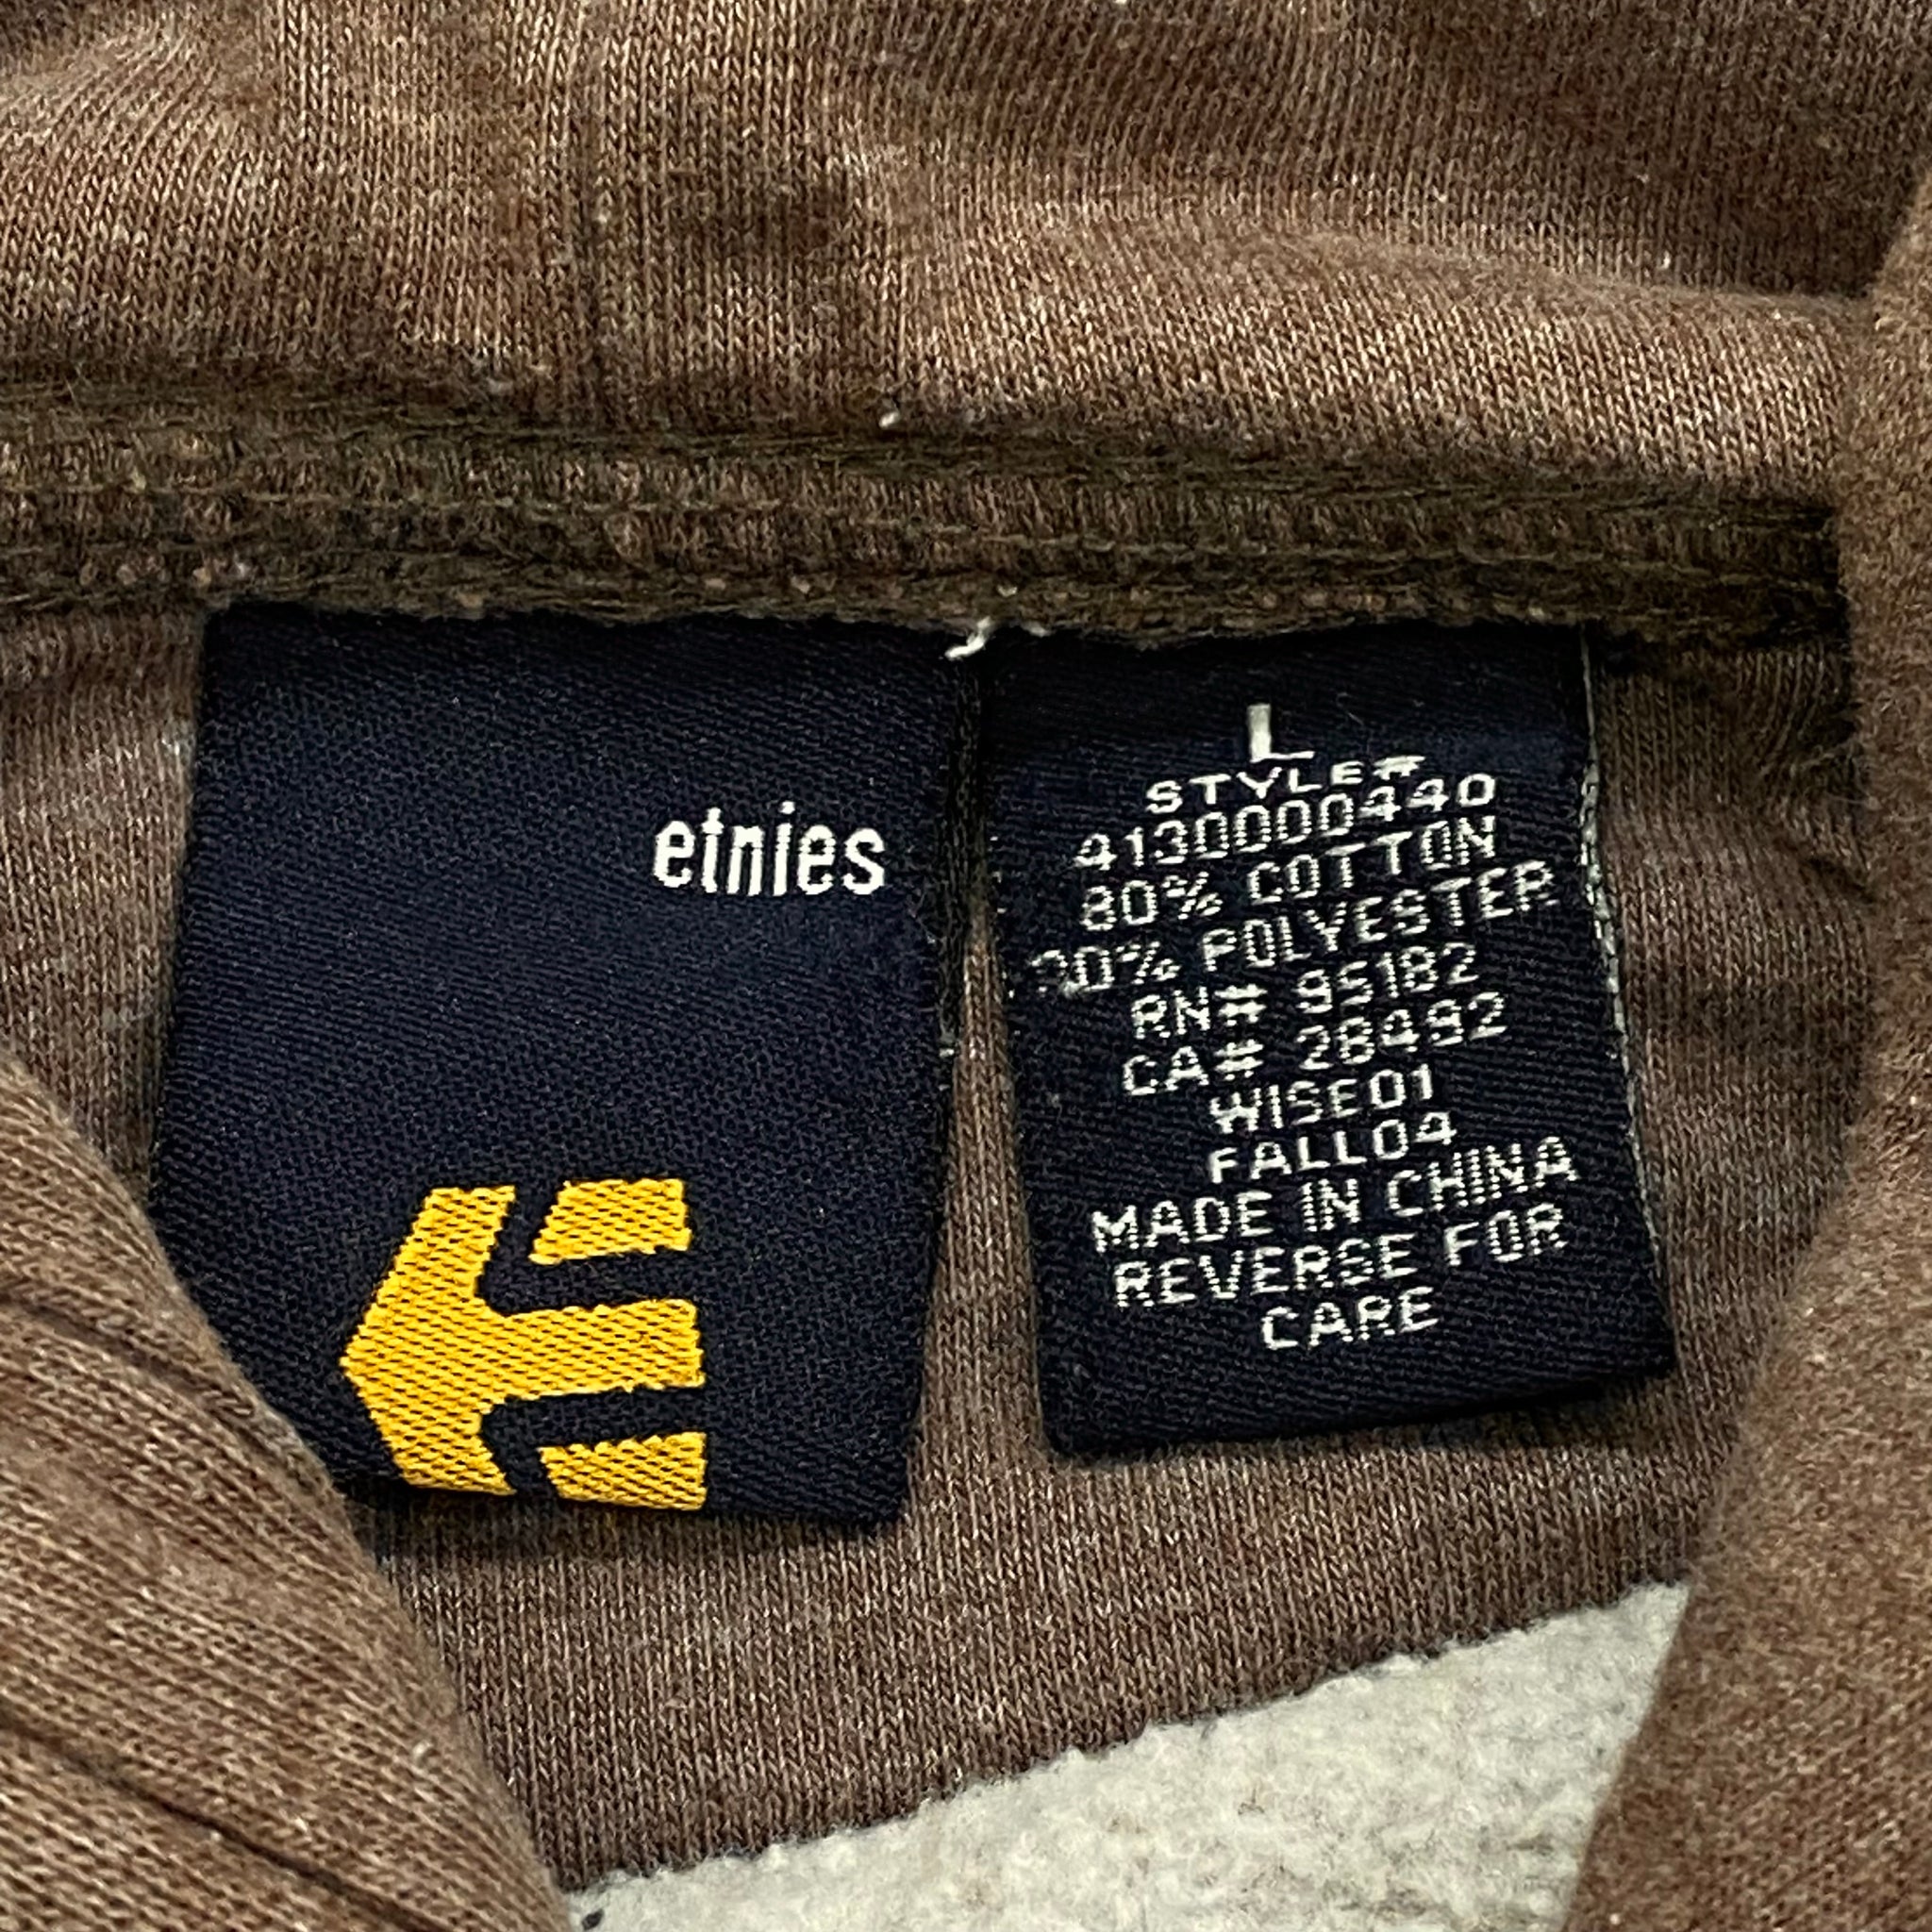 etnies
L
STYLE#
4130000440
80% COTTON
20% POLYESTER
RN# 95182
CA# 28492
WISE01
FALL04
MADE IN CHINA
REVERSE FOR
CARE